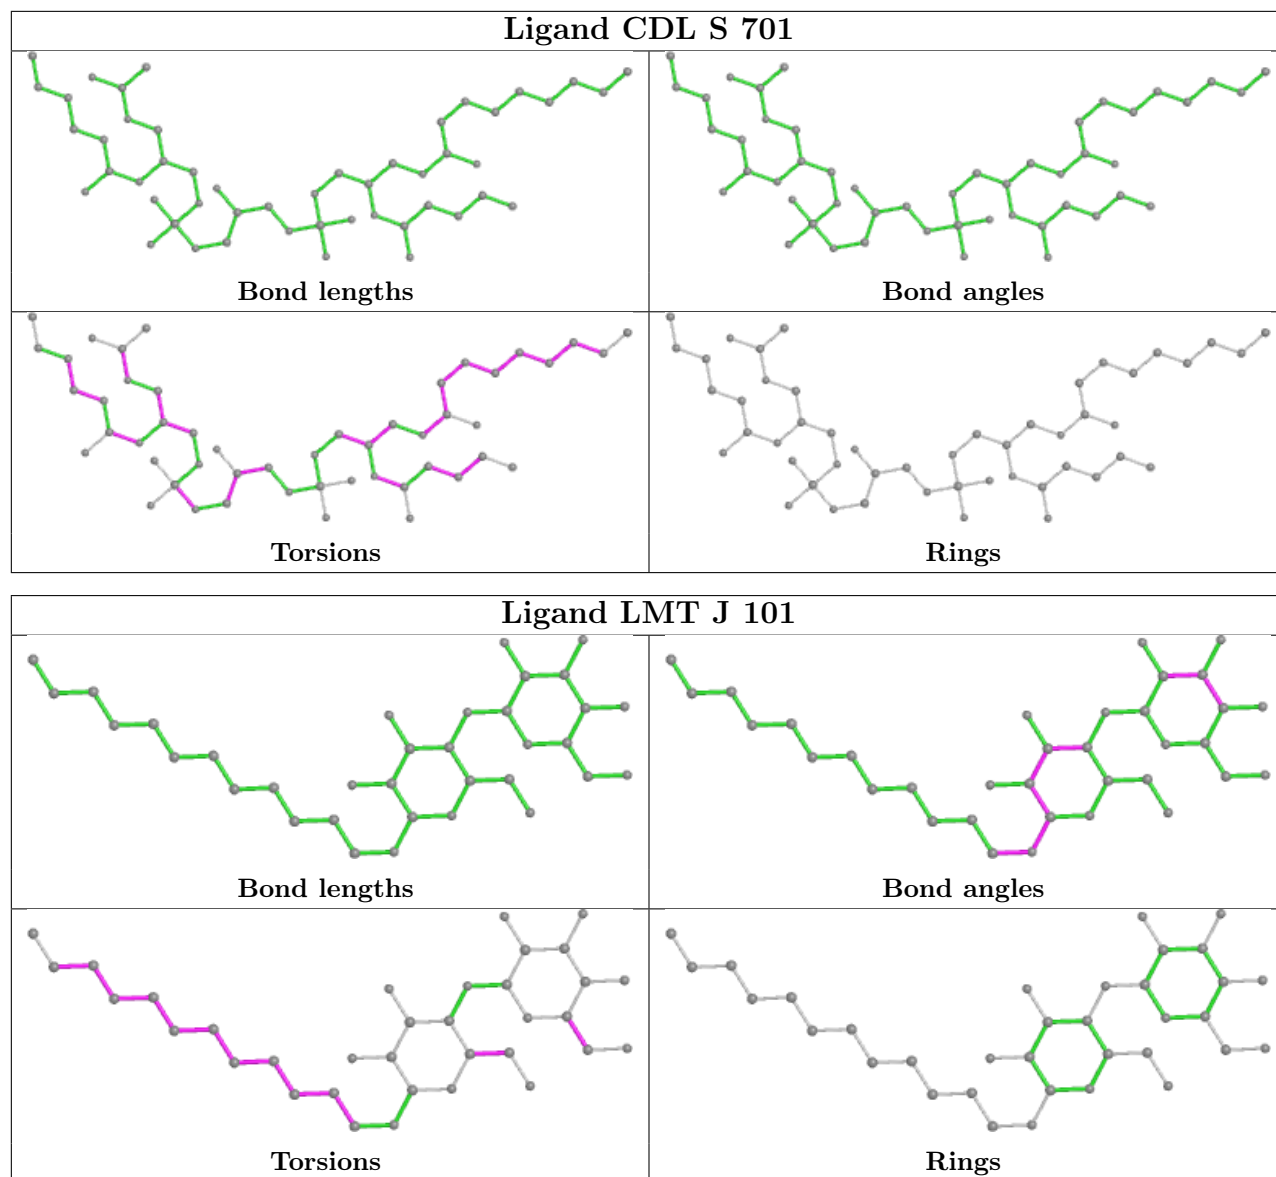 Ligand CDL S 701
Bond lengths
Bond angles
Torsions
Rings
Ligand LMT J 101
Bond lengths
Bond angles
Torsions
Rings